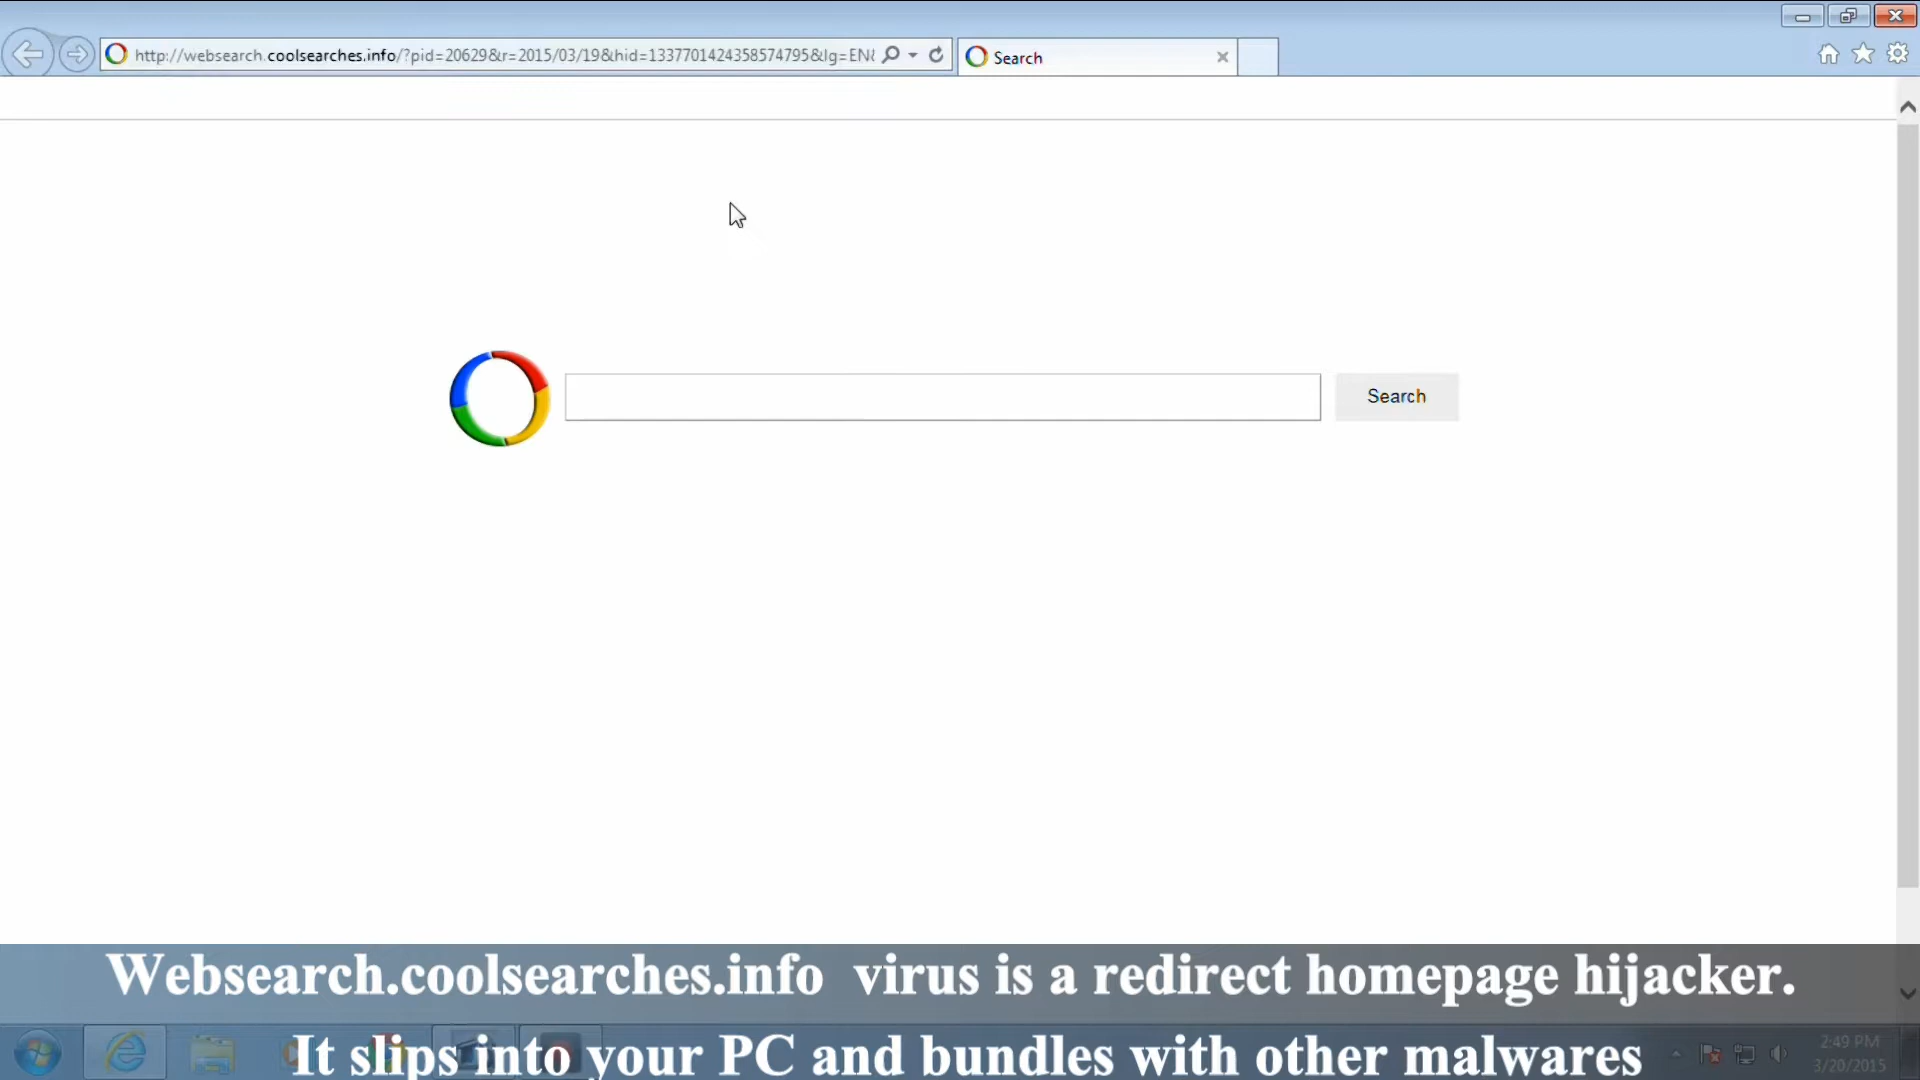 http://websearch.coolsearches.info/?pid=20629&r=2015/03/19&hid=1337701424358574795&lg=EN&
Search
Search
Websearch.coolsearches.info virus is a redirect homepage hijacker.
It slips into your PC and bundles with other malwares
2:49 PM
3/20/2015